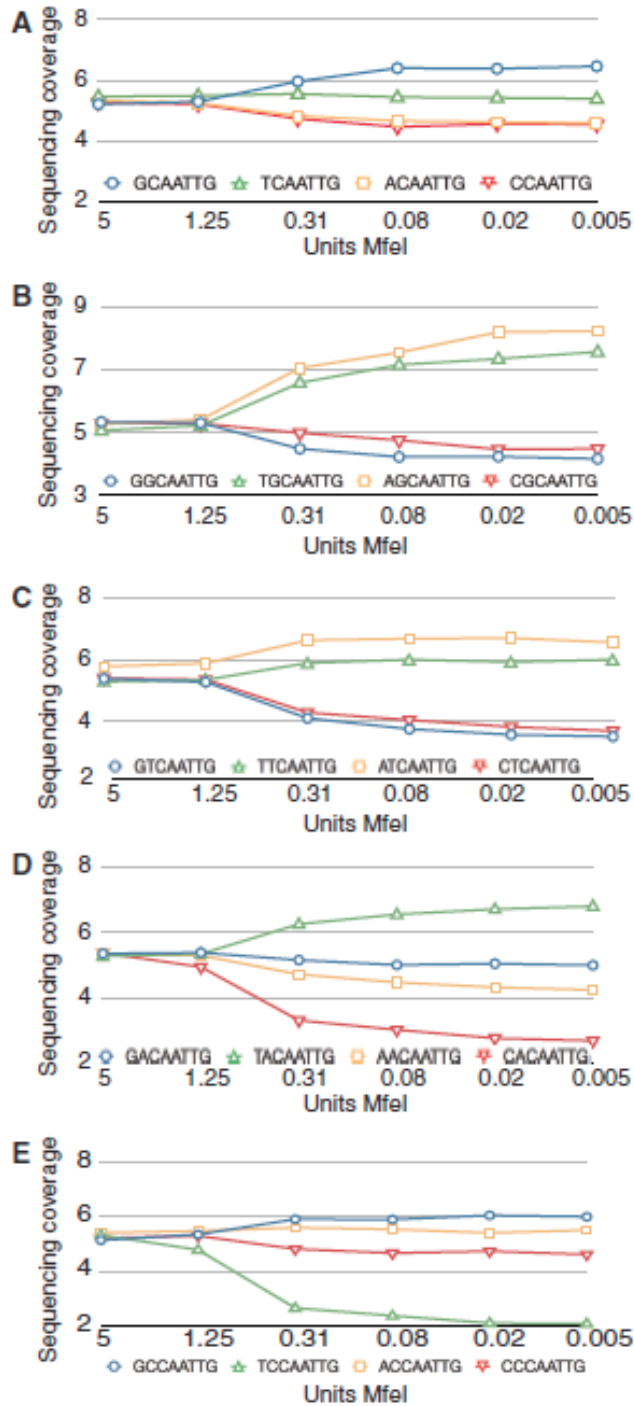 A
Sequencing coverage
8
6
4
2
GCAATTG TCAATTG ACAATTG CCAATTG
5 1.25 0.31 0.08 0.02 0.005
Units MfeI
B
Sequencing coverage
9
7
5
3
GGCAATTG TGCAATTG AGCAATTG CGCAATTG
5 1.25 0.31 0.08 0.02 0.005
Units MfeI
C
Sequencing coverage
8
6
4
2
GTCAATTG TTCAATTG ATCAATTG CTCAATTG
5 1.25 0.31 0.08 0.02 0.005
Units MfeI
D
Sequencing coverage
8
6
4
2
GACAATTG TACAATTG AACAATTG CACAATTG
5 1.25 0.31 0.08 0.02 0.005
Units MfeI
E
Sequencing coverage
8
6
4
2
5 1.25 0.31 0.08 0.02 0.005
GCCAATTG TCCAATTG ACCAATTG CCCAATTG
Units MfeI